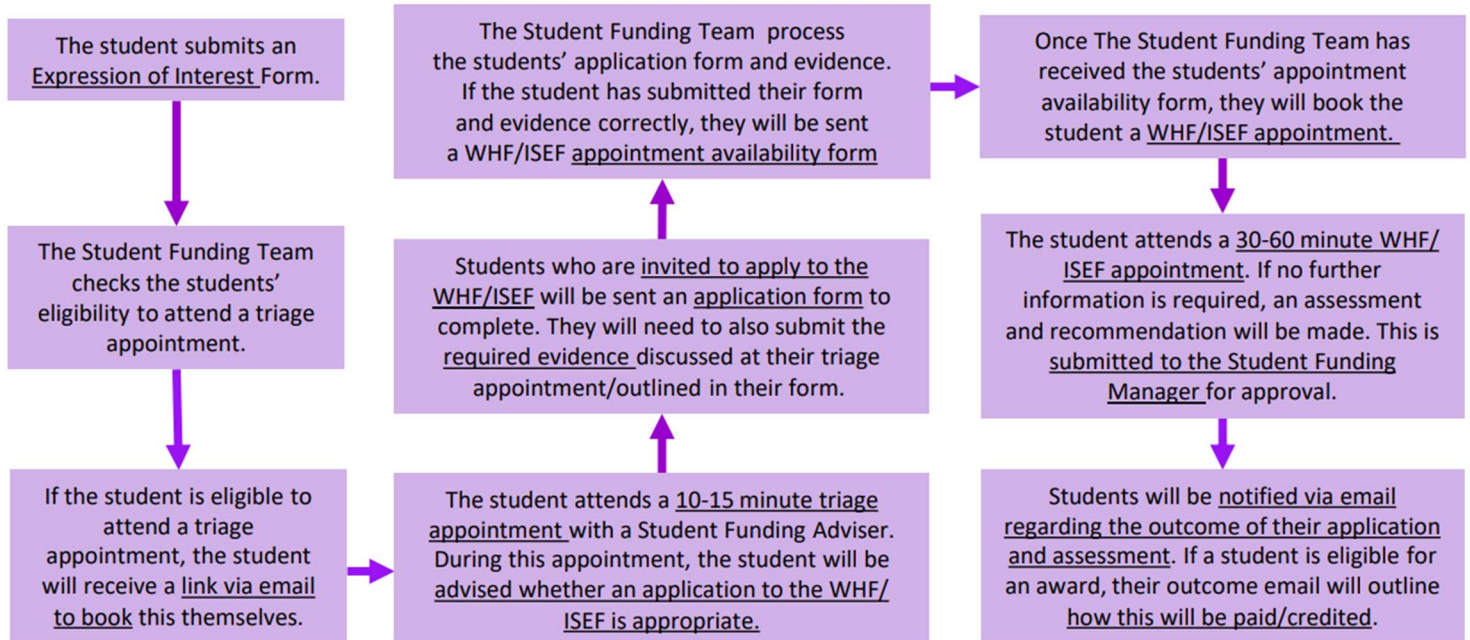 The student submits an
Expression of Interest Form.
The Student Funding Team
checks the students’
eligibility to attend a triage
appointment.
If the student is eligible to
attend a triage
appointment, the student
will receive a link via email
to book this themselves.
The student attends a 10-15 minute triage
appointment with a Student Funding Adviser.
During this appointment, the student will be
advised whether an application to the WHF/
ISEF is appropriate.
Students who are invited to apply to the
WHF/ISEF will be sent an application form to
complete. They will need to also submit the
required evidence discussed at their triage
appointment/outlined in their form.
The Student Funding Team process
the students’ application form and evidence.
If the student has submitted their form
and evidence correctly, they will be sent
a WHF/ISEF appointment availability form
Once The Student Funding Team has
received the students’ appointment
availability form, they will book the
student a WHF/ISEF appointment.
The student attends a 30-60 minute WHF/
ISEF appointment. If no further
information is required, an assessment
and recommendation will be made. This is
submitted to the Student Funding
Manager for approval.
Students will be notified via email
regarding the outcome of their application
and assessment. If a student is eligible for
an award, their outcome email will outline
how this will be paid/credited.